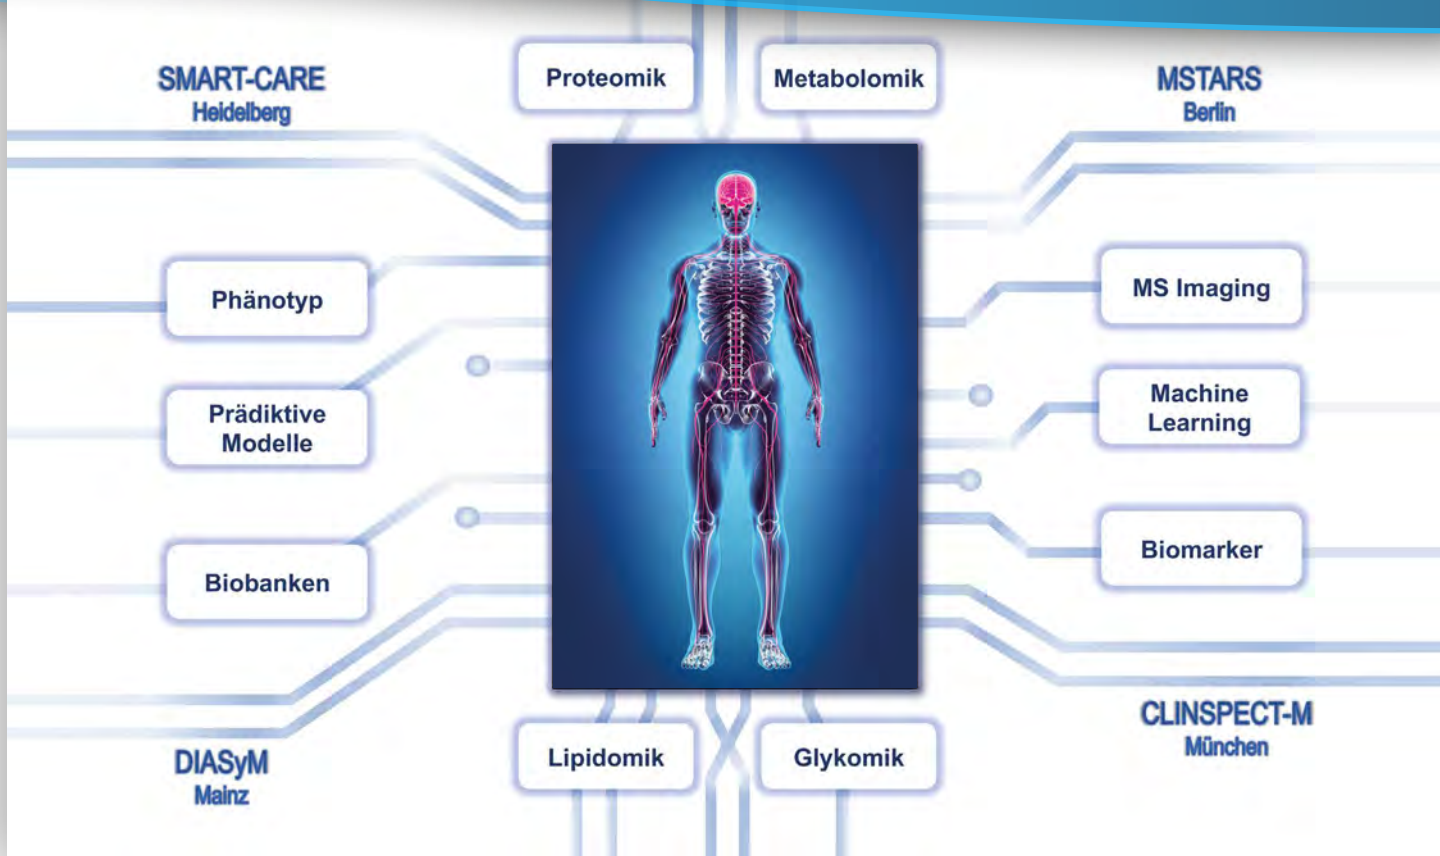 SMART-CARE
Heidelberg
Proteomik
Metabolomik
MSTARS
Berlin
Phänotyp
MS Imaging
Prädiktive
Modelle
Machine
Learning
Biobanken
Biomarker
DIASyM
Mainz
Lipidomik
Glykomik
CLINSPECT-M
München